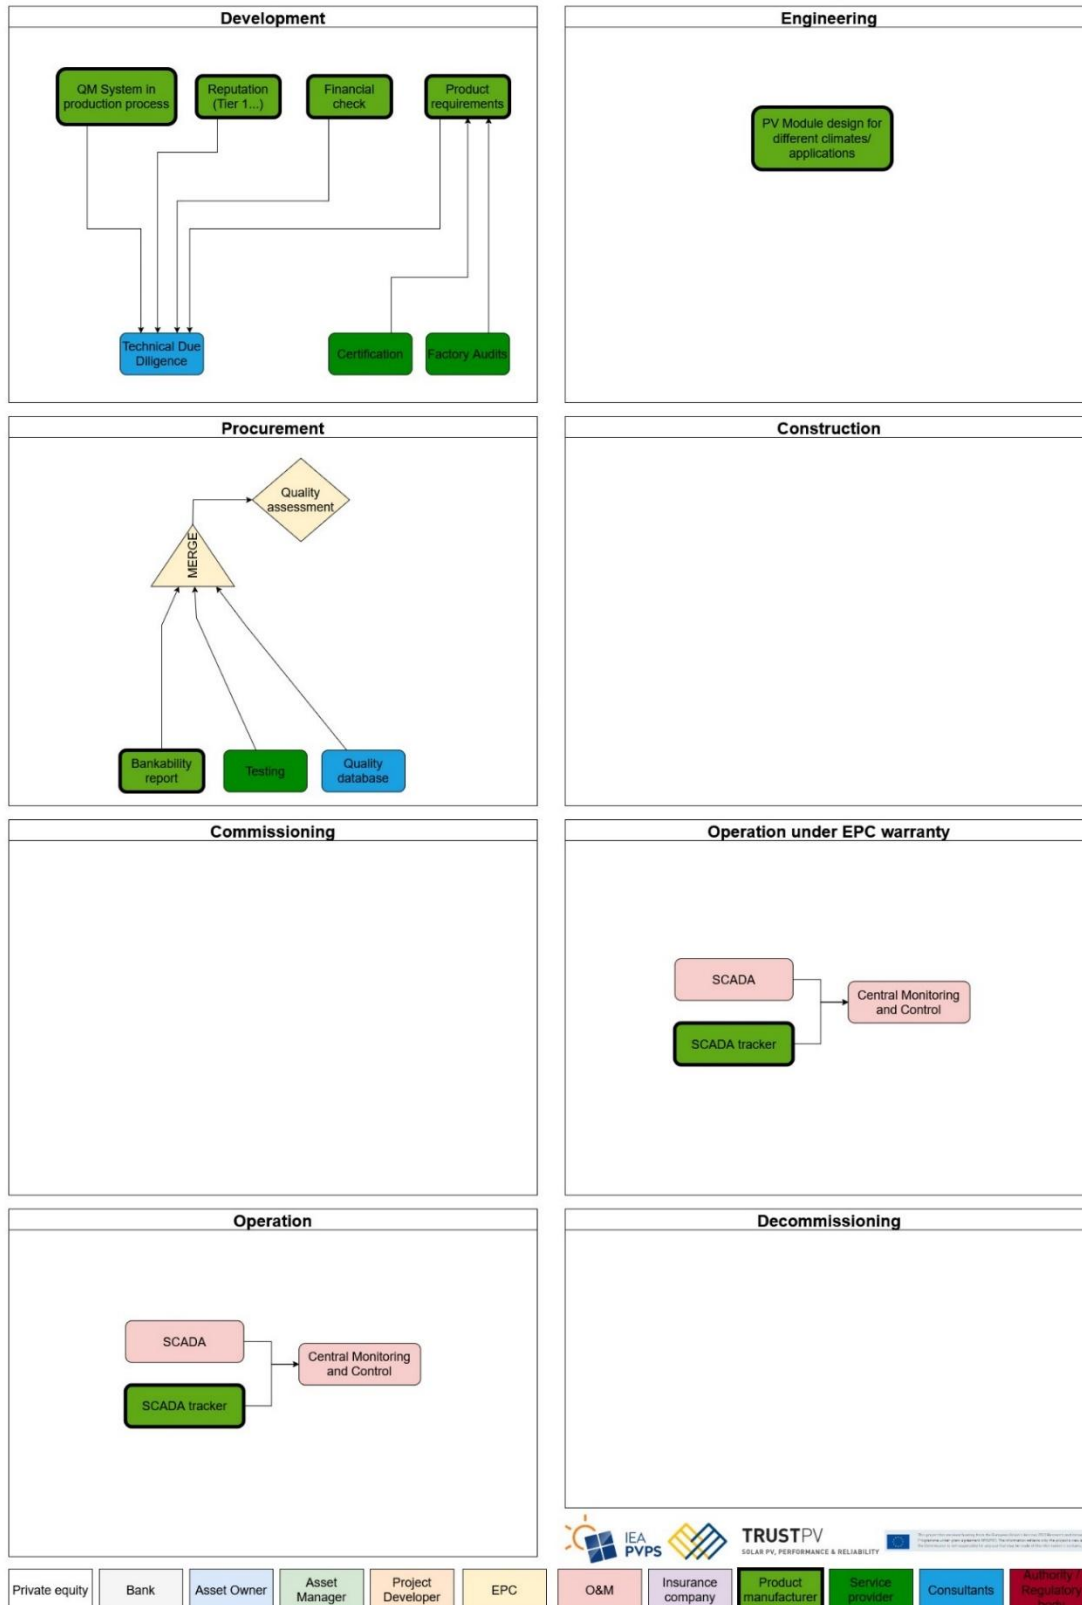 Development
QM System in
production process
Reputation
(Tier 1...)
Financial
check
Product
requirements
Technical Due
Diligence
Certification
Factory Audits
Engineering
PV Module design for
different climates/
applications
Procurement
Quality
assessment
MERGE
Bankability
report
Testing
Quality
database
Construction
Commissioning
Operation under EPC warranty
SCADA
SCADA tracker
Central Monitoring
and Control
Operation
SCADA
SCADA tracker
Central Monitoring
and Control
Decommissioning
IEA
PVPS
TRUSTPV
SOLAR PV, PERFORMANCE & RELIABILITY
Private equity
Bank
Asset Owner
Asset
Manager
Project
Developer
EPC
O&M
Insurance
company
Product
manufacturer
Service
provider
Consultants
Authority /
Regulatory
body